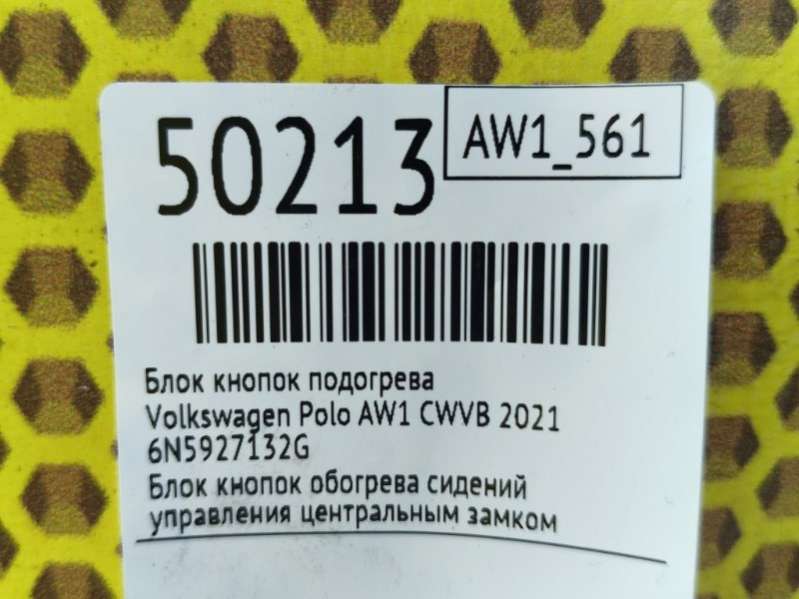 50213
AW1_561
Блок кнопок подогрева
Volkswagen Polo AW1 CWVB 2021
6N5927132G
Блок кнопок обогрева сидений
управления центральным замком